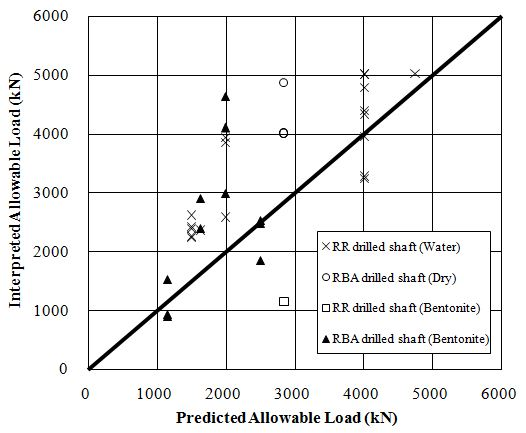 6000
5000
4000
3000
2000
1000
0
Interpreted Allowable Load (kN)
RR drilled shaft (Water)
RBA drilled shaft (Dry)
RR drilled shaft (Bentonite)
RBA drilled shaft (Bentonite)
0 1000 2000 3000 4000 5000 6000
Predicted Allowable Load (kN)